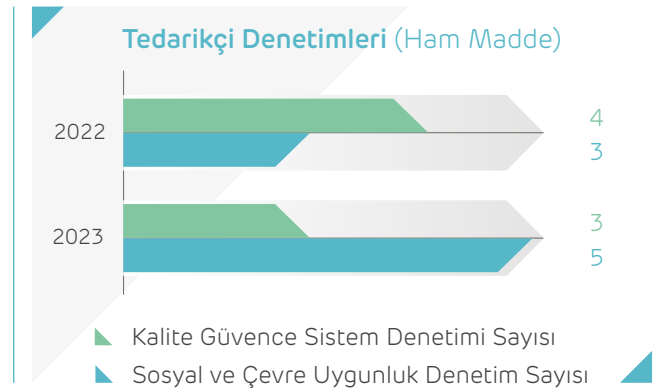 Tedarikçi Denetimleri (Ham Madde)
2022
4
3
2023
3
5
Kalite Güvence Sistem Denetimi Sayısı
Sosyal ve Çevre Uygunluk Denetim Sayısı